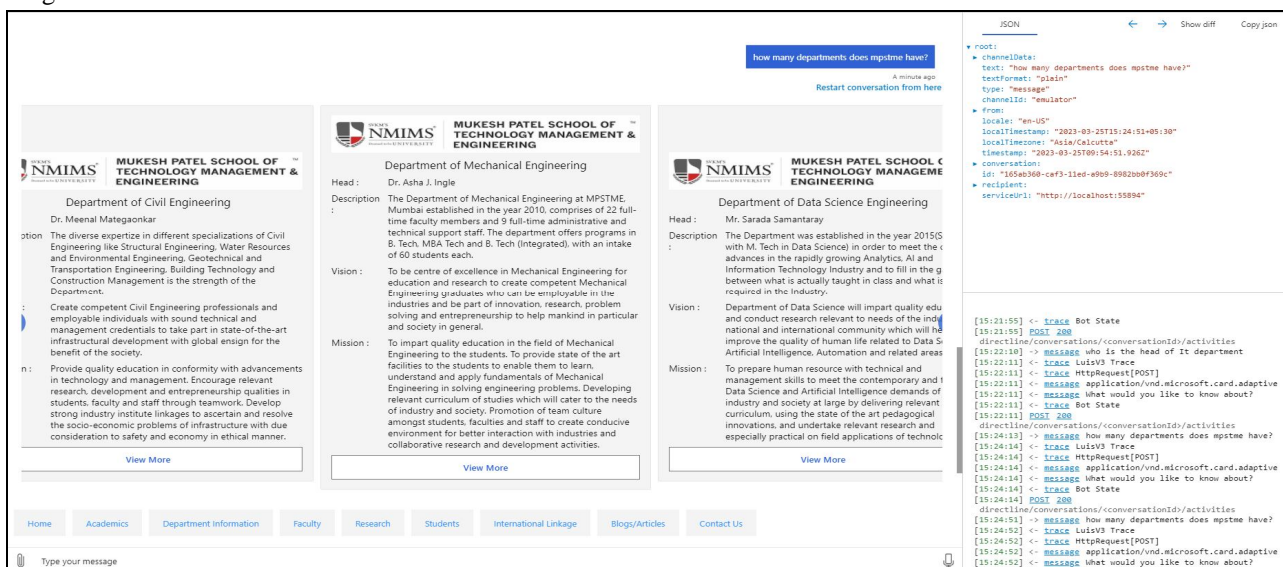 how many departments does mpstme have?
A minute ago
Restart conversation from here
NMIMS
MUKESH PATEL SCHOOL OF
TECHNOLOGY MANAGEMENT &
ENGINEERING
Department of Civil Engineering
Dr. Meenal Mategaonkar
ption
The diverse expertize in different specializations of Civil
Engineering like Structural Engineering, Water Resources
and Environmental Engineering, Geotechnical and
Transportation Engineering, Building Technology and
Construction Management is the strength of the
Department.
:
Create competent Civil Engineering professionals and
employable individuals with sound technical and
management credentials to take part in state-of-the-art
infrastructural development with global ensign for the
benefit of the society.
n :
Provide quality education in conformity with advancements
in technology and management. Encourage relevant
research, development and entrepreneurship qualities in
students, faculty and staff through teamwork. Develop
strong industry institute linkages to ascertain and resolve
the socio-economic problems of infrastructure with due
consideration to safety and economy in ethical manner.
View More
SVKM'S
NMIMS
MUKESH PATEL SCHOOL OF ™
TECHNOLOGY MANAGEMENT &
ENGINEERING
Department of Mechanical Engineering
Head : Dr. Asha J. Ingle
Description : The Department of Mechanical Engineering at MPSTME,
Mumbai established in the year 2010, comprises of 22 full-
time faculty members and 9 full-time administrative and
technical support staff. The department offers programs in
B. Tech, MBA Tech and B. Tech (Integrated), with an intake
of 60 students each.
Vision : To be centre of excellence in Mechanical Engineering for
education and research to create competent Mechanical
Engineering graduates who can be employable in the
industries and be part of innovation, research, problem
solving and entrepreneurship to help mankind in particular
and society in general.
Mission : To impart quality education in the field of Mechanical
Engineering to the students. To provide state of the art
facilities to the students to enable them to learn,
understand and apply fundamentals of Mechanical
Engineering in solving engineering problems. Developing
relevant curriculum of studies which will cater to the needs
of industry and society. Promotion of team culture
amongst students, faculties and staff to create conducive
environment for better interaction with industries and
collaborative research and development activities.
View More
NMIMS
MUKESH PATEL SCHOOL O
TECHNOLOGY MANAGEME
ENGINEERING
Department of Data Science Engineering
Head : Mr. Sarada Samantaray
Description : The Department was established in the year 2015(S
with M. Tech in Data Science) in order to meet the
advances in the rapidly growing Analytics, AI and
Information Technology Industry and to fill in the g
between what is actually taught in class and what is
required in the Industry.
Vision : Department of Data Science will impart quality edu
and conduct research relevant to needs of the indu
national and international community which will he
improve the quality of human life related to Data S
Artificial Intelligence, Automation and related areas
Mission : To prepare human resource with technical and
management skills to meet the contemporary and
Data Science and Artificial Intelligence demands of
industry and society at large by delivering relevant
curriculum, using the state of the art pedagogical
innovations, and undertake relevant research and
especially practical on field applications of technolo
View More
Home Academics Department Information Faculty Research Students International Linkage Blogs/Articles Contact Us
Type your message
JSON ← → Show diff Copy json
root:
channelData:
text: "how many departments does mpstme have?"
textFormat: "plain"
type: "message"
channelId: "emulator"
from:
locale: "en-US"
localTimestamp: "2023-03-25T15:24:51+05:30"
localTimezone: "Asia/Calcutta"
timestamp: "2023-03-25T09:54:51.926Z"
conversation:
id: "165ab360-caf3-11ed-a9b9-8982bb0f369c"
recipient:
serviceUrl: "http://localhost:55894"
[15:21:55] <- trace Bot State
[15:21:55] POST 200
directline/conversations/<conversationId>/activities
[15:22:10] -> message who is the head of It department
[15:22:11] <- trace LuisV3 Trace
[15:22:11] <- trace HttpRequest[POST]
[15:22:11] <- message application/vnd.microsoft.card.adaptive
[15:22:11] <- message What would you like to know about?
[15:22:11] <- trace Bot State
[15:22:11] POST 200
directline/conversations/<conversationId>/activities
[15:24:13] -> message how many departments does mpstme have?
[15:24:14] <- trace LuisV3 Trace
[15:24:14] <- trace HttpRequest[POST]
[15:24:14] <- message application/vnd.microsoft.card.adaptive
[15:24:14] <- message What would you like to know about?
[15:24:14] <- trace Bot State
[15:24:14] POST 200
directline/conversations/<conversationId>/activities
[15:24:51] -> message how many departments does mpstme have?
[15:24:52] <- trace LuisV3 Trace
[15:24:52] <- trace HttpRequest[POST]
[15:24:52] <- message application/vnd.microsoft.card.adaptive
[15:24:52] <- message What would you like to know about?